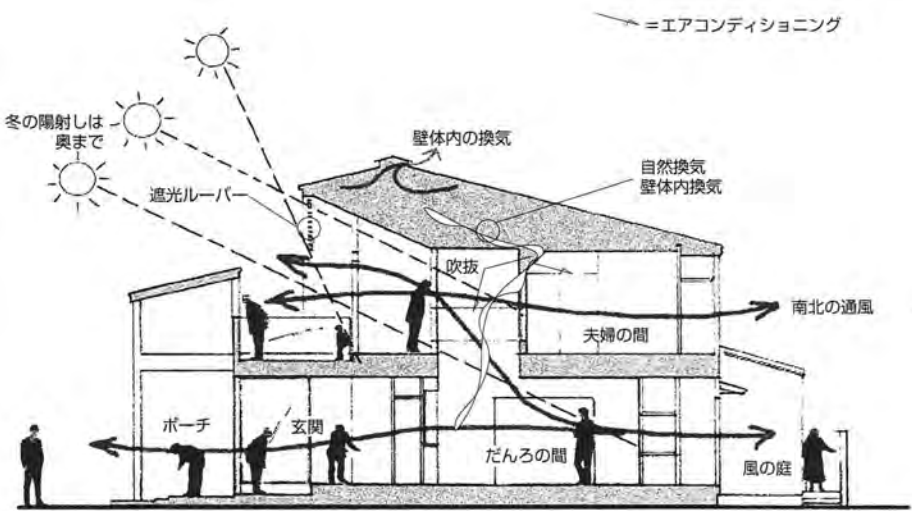 =エアコンディショニング
冬の陽射しは
奥まで
壁体内の換気
自然換気
壁体内換気
遮光ルーバー
吹抜
南北の通風
夫婦の間
ポーチ
玄関
だんろの間
風の庭